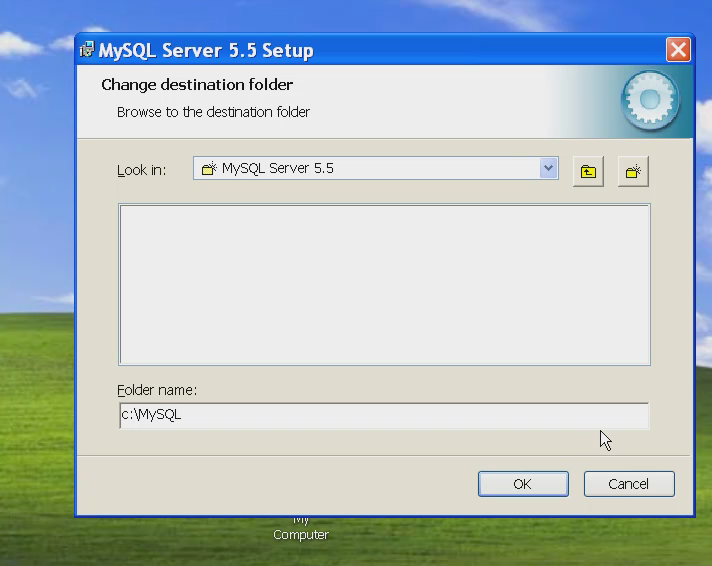 MySQL Server 5.5 Setup
Change destination folder
Browse to the destination folder
Look in: MySQL Server 5.5
Folder name:
c:\MySQL
OK Cancel
My
Computer